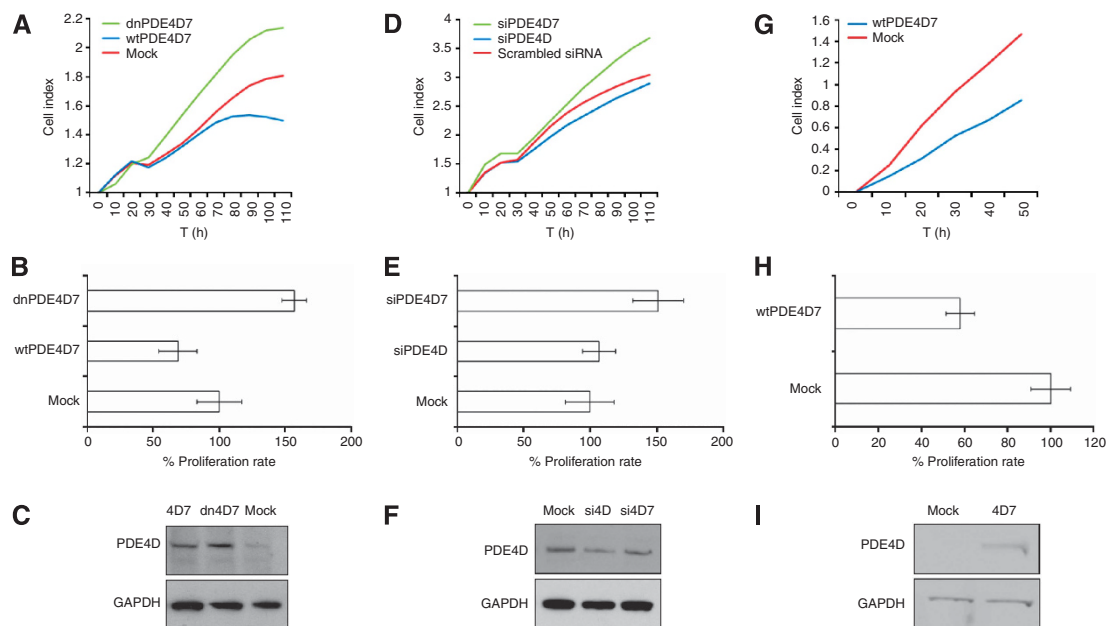 A
dnPDE4D7
wtPDE4D7
Mock
2.2
2
1.8
1.6
1.4
1.2
1
Cell index
0 10 20 30 40 50 60 70 80 90 100 110
T (h)
D
siPDE4D7
siPDE4D
Scrambled siRNA
4
3.5
3
2.5
2
1.5
1
Cell index
0 10 20 30 40 50 60 70 80 90 100 110
T (h)
G
wtPDE4D7
Mock
1.6
1.4
1.2
1
0.8
0.6
0.4
0.2
0
Cell index
0 10 20 30 40 50
T (h)
B
dnPDE4D7
wtPDE4D7
Mock
0 50 100 150 200
% Proliferation rate
E
siPDE4D7
siPDE4D
Mock
0 50 100 150 200
% Proliferation rate
H
wtPDE4D7
Mock
0 20 40 60 80 100 120
% Proliferation rate
C
4D7 dn4D7 Mock
PDE4D
GAPDH
F
Mock si4D si4D7
PDE4D
GAPDH
I
Mock 4D7
PDE4D
GAPDH